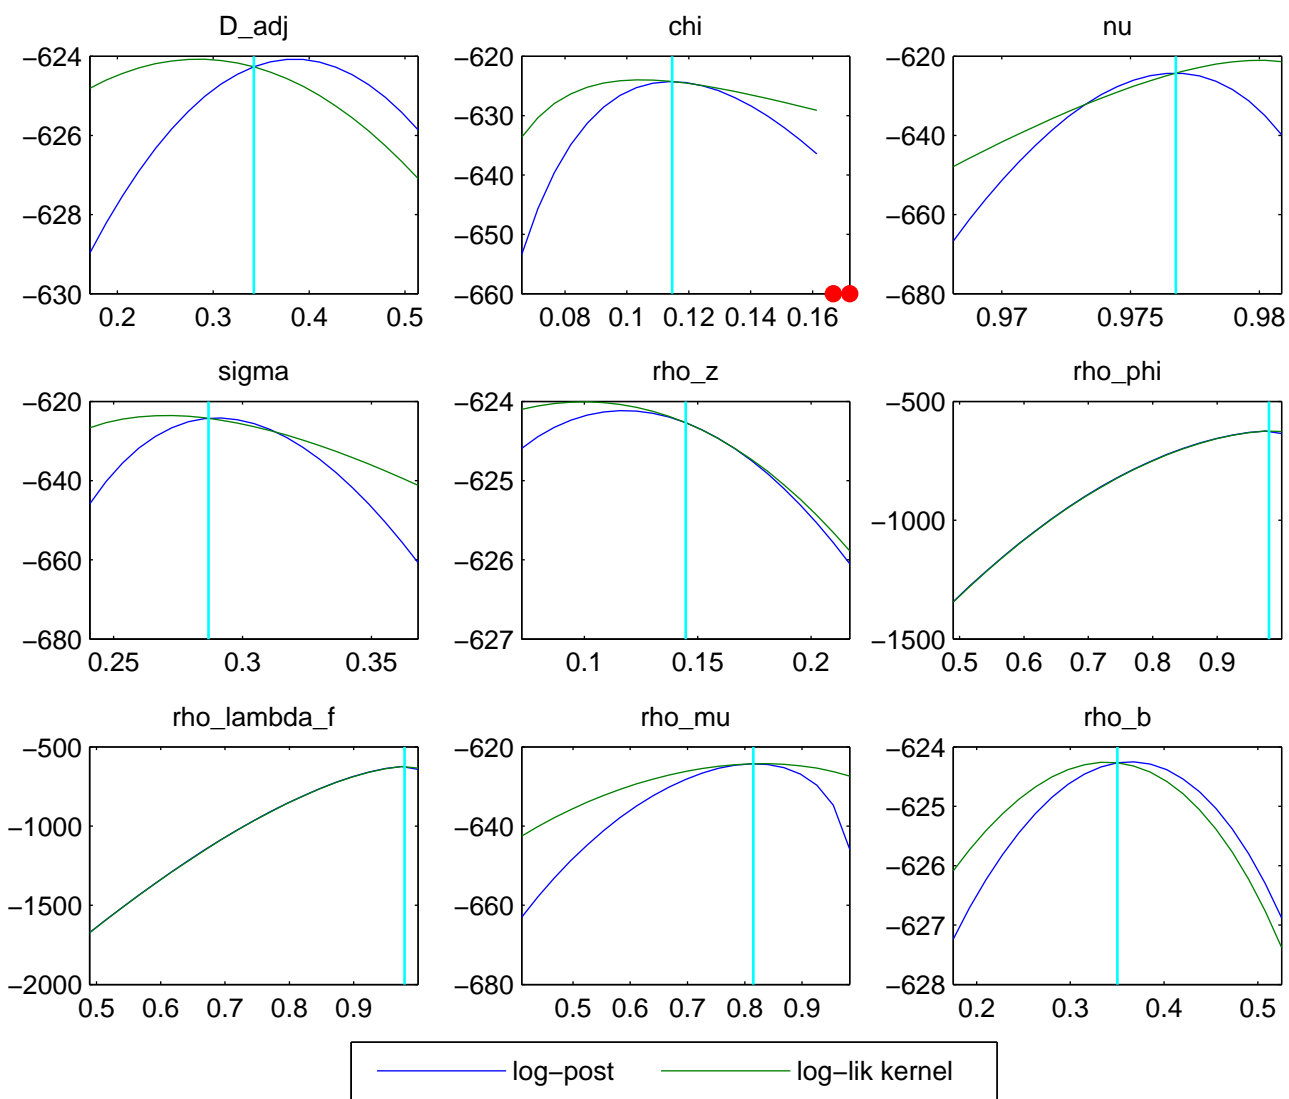 D_adj
−624
−626
−628
−630
0.2 0.3 0.4 0.5
chi
−620
−630
−640
−650
−660
0.08 0.1 0.12 0.14 0.16
nu
−620
−640
−660
−680
0.97 0.975 0.98
sigma
−620
−640
−660
−680
0.25 0.3 0.35
rho_z
−624
−625
−626
−627
0.1 0.15 0.2
rho_phi
−500
−1000
−1500
0.5 0.6 0.7 0.8 0.9
rho_lambda_f
−500
−1000
−1500
−2000
0.5 0.6 0.7 0.8 0.9
rho_mu
−620
−640
−660
−680
0.5 0.6 0.7 0.8 0.9
rho_b
−624
−625
−626
−627
−628
0.2 0.3 0.4 0.5
log−post log−lik kernel